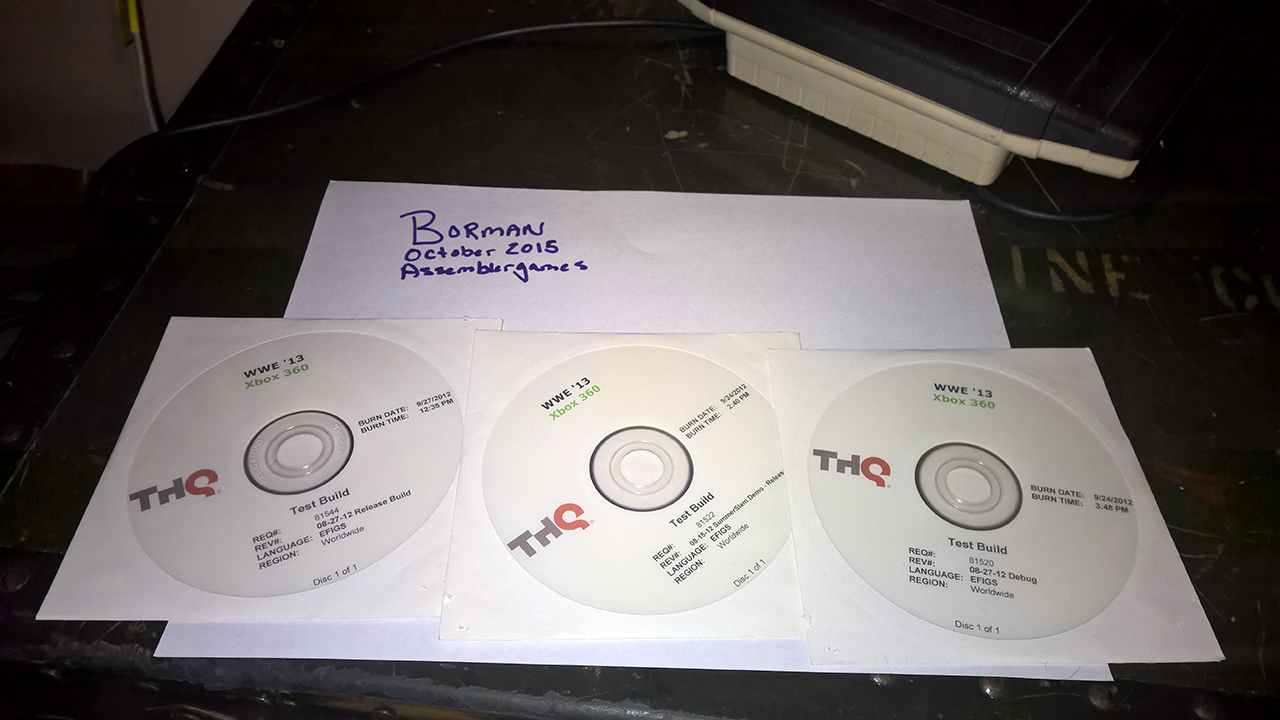 BORMAN
October 2015
Assemblergames
WWE '13
Xbox 360
BURN DATE: 9/27/2012
BURN TIME: 12:35 PM
THQ
Test Build
REQ#: 81544
REV#: 08-27-12 Release Build
LANGUAGE: EFIGS
REGION: Worldwide
Disc 1 of 1
WWE '13
Xbox 360
BURN DATE: 9/24/2012
BURN TIME: 2:40 PM
THQ
Test Build
REQ#: 81522
REV#: 08-15-12 SummerSlam Demo - Releas
LANGUAGE: EFIGS
REGION: Worldwide
Disc 1 of 1
WWE '13
Xbox 360
BURN DATE: 9/24/2012
BURN TIME: 3:48 PM
THQ
Test Build
REQ#: 81520
REV#: 08-27-12 Debug
LANGUAGE: EFIGS
REGION: Worldwide
Disc 1 of 1